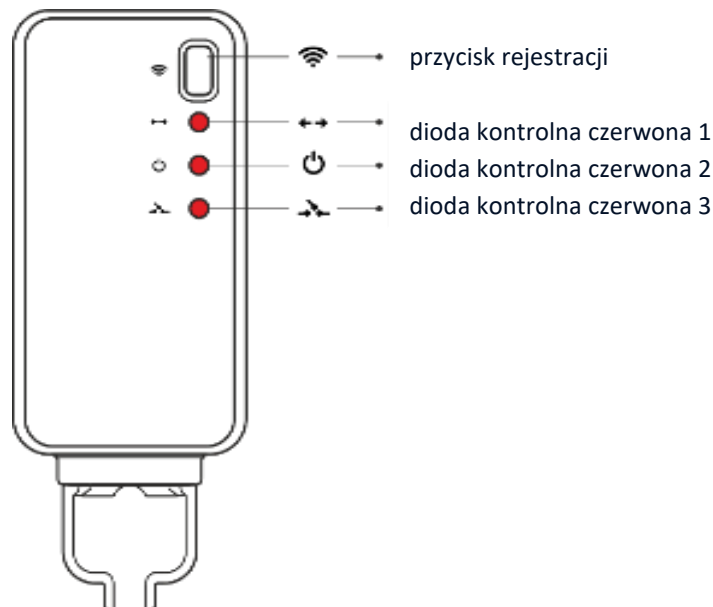 przycisk rejestracji
dioda kontrolna czerwona 1
dioda kontrolna czerwona 2
dioda kontrolna czerwona 3